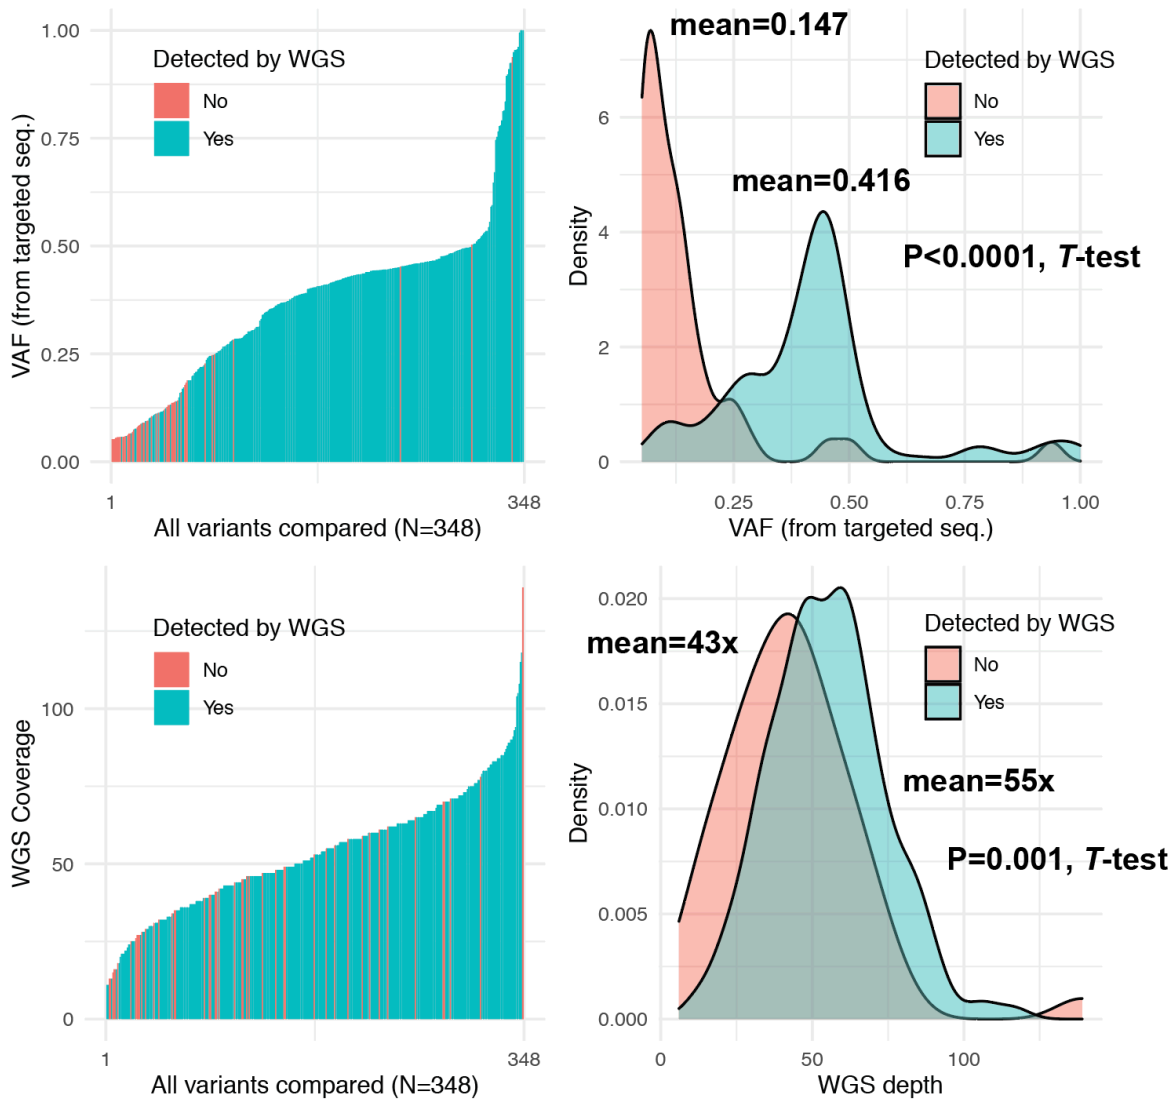 VAF (from targeted seq.)
1.00
0.75
0.50
0.25
0.00
Detected by WGS
No
Yes
1
348
All variants compared (N=348)
Density
6
4
2
0
mean=0.147
Detected by WGS
No
Yes
mean=0.416
P<0.0001, T-test
0.25
0.50
0.75
1.00
VAF (from targeted seq.)
WGS Coverage
100
50
0
Detected by WGS
No
Yes
1
348
All variants compared (N=348)
Density
0.020
0.015
0.010
0.005
0.000
mean=43x
Detected by WGS
No
Yes
mean=55x
P=0.001, T-test
0
50
100
WGS depth